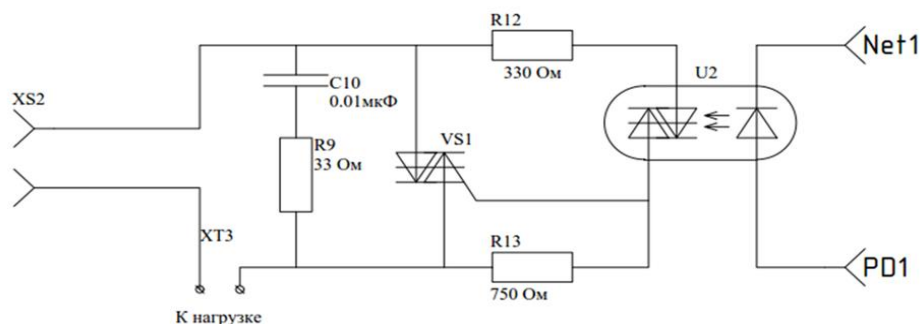 R12
Net1
330 Ом
U2
XS2
C10
0.01мкФ
R9
33 Ом
VS1
XT3
R13
PD1
750 Ом
К нагрузке